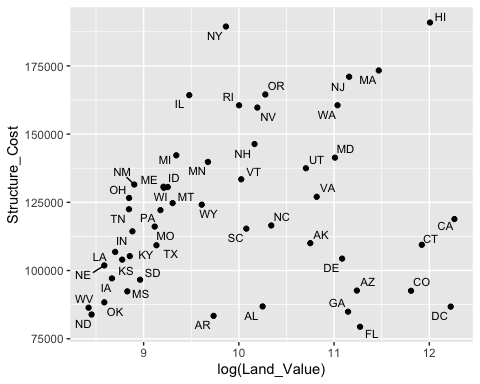 HI
NY
175000
MA
NJ
OR
IL
RI
NV
WA
150000
NH
MD
MI
MN
UT
NM
ME
ID
VT
OH
WI
MT
VA
WY
125000
TN
PA
NC
CA
SC
MO
AK
CT
IN
KY
TX
LA
DE
100000
NE
KS
SD
IA
AZ
CO
MS
WV
OK
AL
GA
DC
ND
AR
FL
75000
Structure_Cost
9
10
11
12
log(Land_Value)